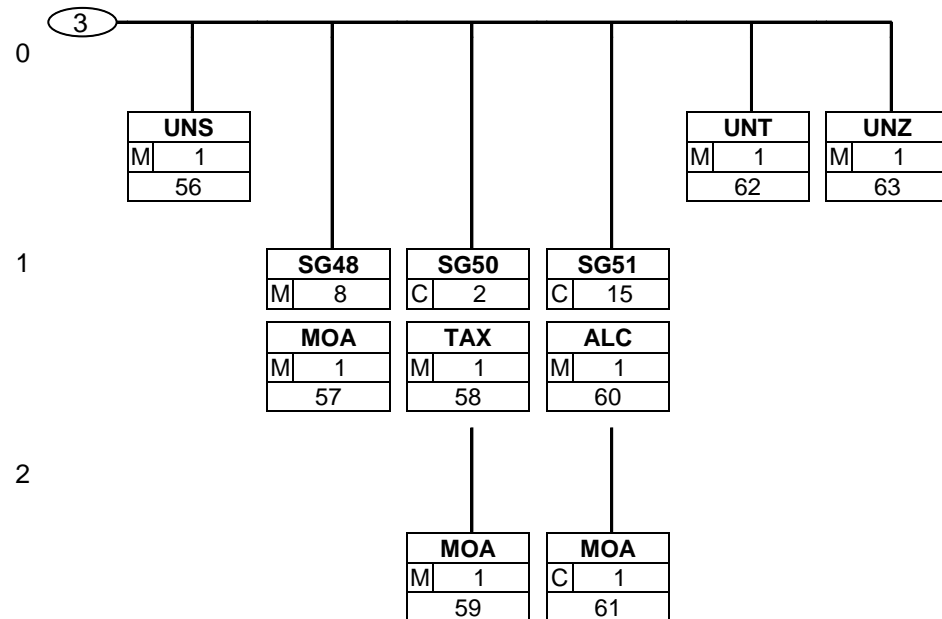 3
0
UNS UNT UNZ
M 1 M 1 M 1
56 62 63
1
SG48 SG50 SG51
M 8 C 2 C 15
MOA TAX ALC
M 1 M 1 M 1
57 58 60
2
MOA MOA
M 1 C 1
59 61